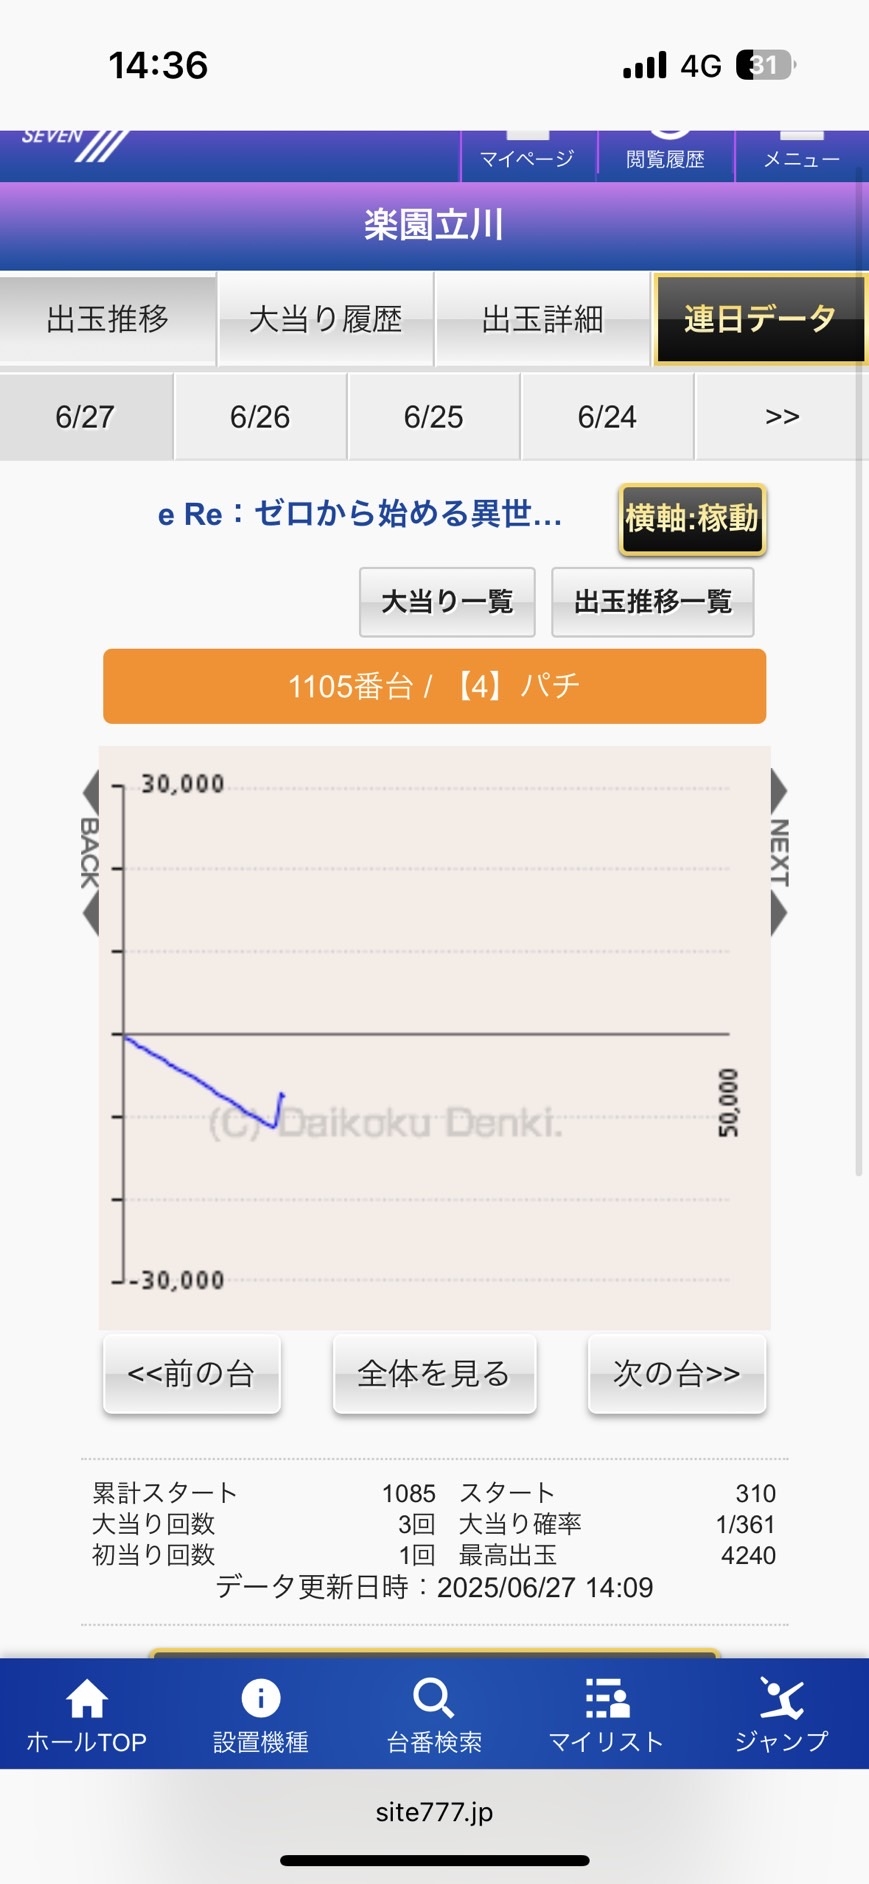 14:36 4G 31
SEVEN
マイページ 閲覧履歴 メニュー
楽園立川
出玉推移 大当り履歴 出玉詳細 連日データ
6/27 6/26 6/25 6/24 >>
e Re：ゼロから始める異世... 横軸:稼動
大当り一覧 出玉推移一覧
1105番台 / 【4】パチ
30,000
BACK
NEXT
50,000
(C) Daikoku Denki.
-30,000
<<前の台 全体を見る 次の台>>
累計スタート 1085 スタート 310
大当り回数 3回 大当り確率 1/361
初当り回数 1回 最高出玉 4240
データ更新日時：2025/06/27 14:09
ホールTOP 設置機種 台番検索 マイリスト ジャンプ
site777.jp